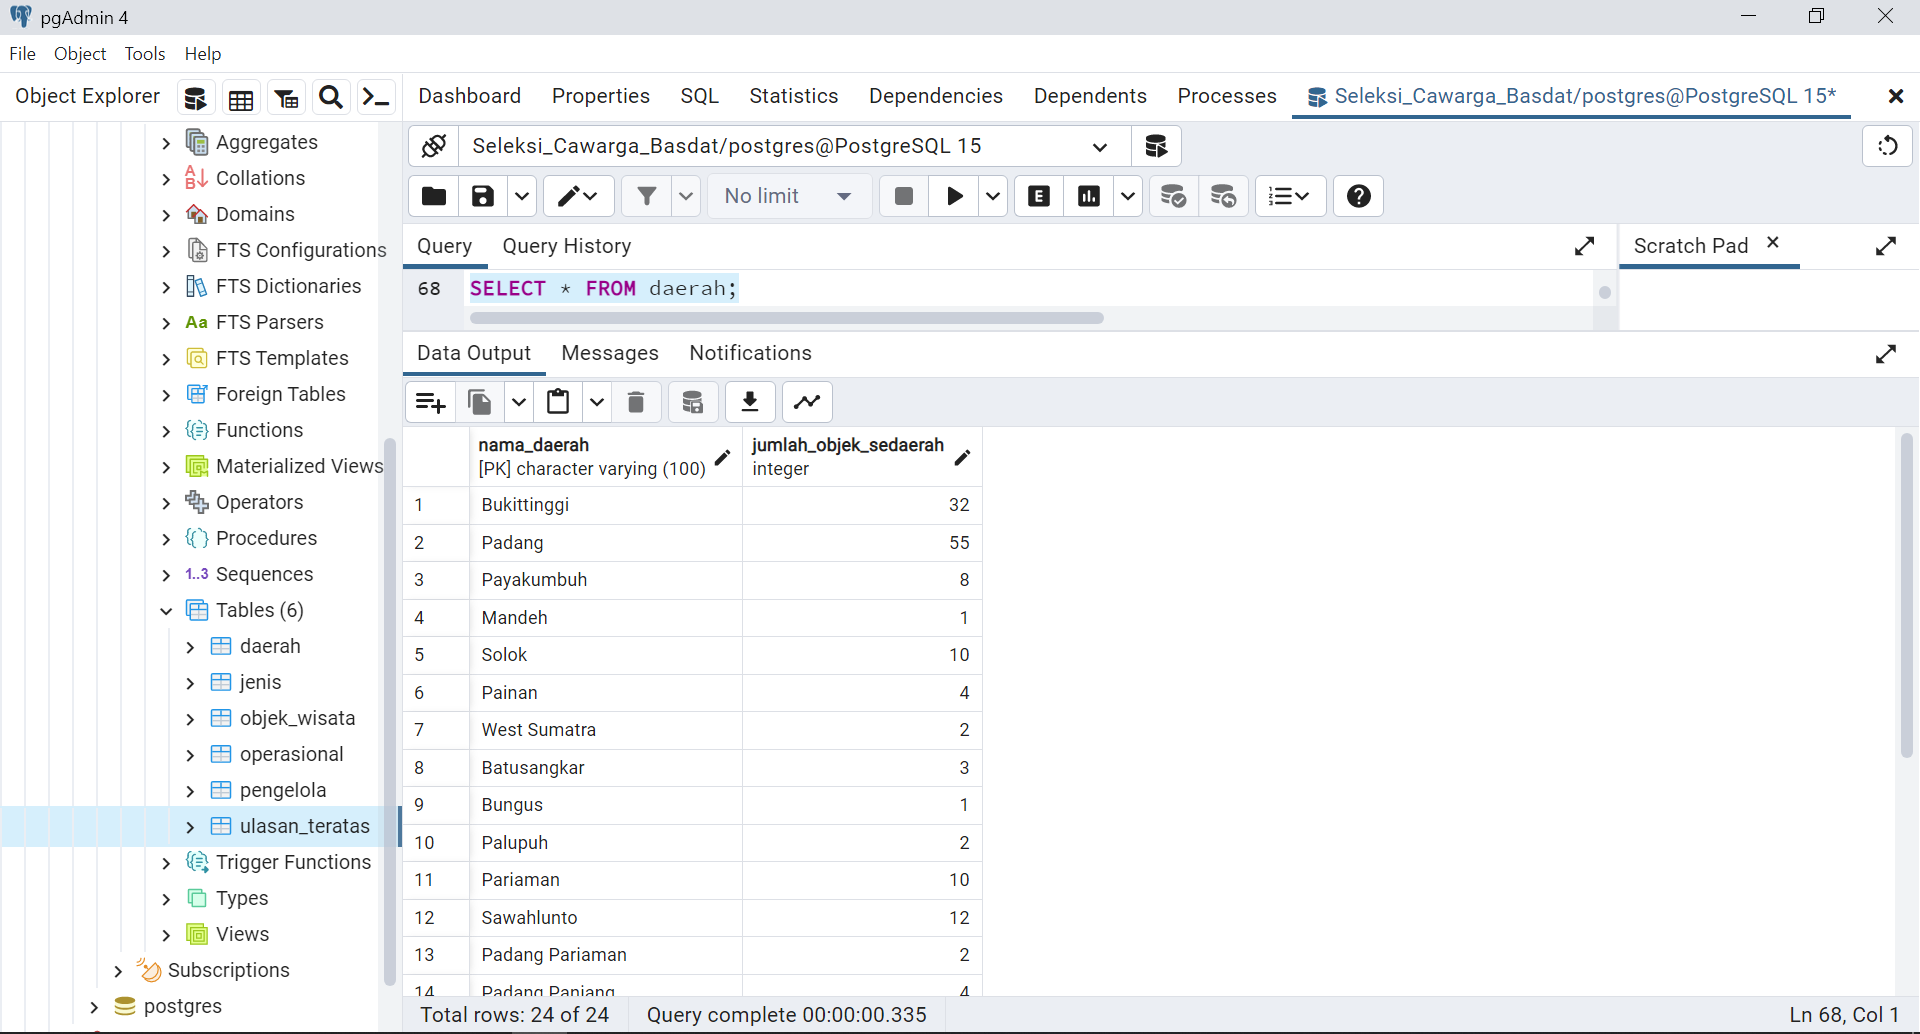 pgAdmin 4
File Object Tools Help
Object Explorer
Dashboard Properties SQL Statistics Dependencies Dependents Processes Seleksi_Cawarga_Basdat/postgres@PostgreSQL 15*
Aggregates
Collations
Domains
FTS Configurations
FTS Dictionaries
Aa FTS Parsers
FTS Templates
Foreign Tables
Functions
Materialized Views
Operators
Procedures
1..3 Sequences
Tables (6)
daerah
jenis
objek_wisata
operasional
pengelola
ulasan_teratas
Trigger Functions
Types
Views
Subscriptions
postgres
Seleksi_Cawarga_Basdat/postgres@PostgreSQL 15
No limit
E
Query Query History
Scratch Pad
68 SELECT * FROM daerah;
Data Output Messages Notifications
nama_daerah jumlah_objek_sedaerah
[PK] character varying (100) integer
1 Bukittinggi 32
2 Padang 55
3 Payakumbuh 8
4 Mandeh 1
5 Solok 10
6 Painan 4
7 West Sumatra 2
8 Batusangkar 3
9 Bungus 1
10 Palupuh 2
11 Pariaman 10
12 Sawahlunto 12
13 Padang Pariaman 2
14 Padang Panjang 4
Total rows: 24 of 24 Query complete 00:00:00.335 Ln 68, Col 1